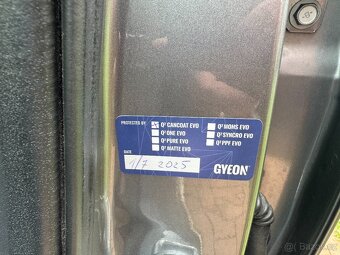 PROTECTED BY:
Q² CANCOAT EVO
Q² ONE EVO
Q² PURE EVO
Q² MATTE EVO
Q² MOHS EVO
Q² SYNCRO EVO
Q² PPF EVO
DATE
1/7 2025
GYEON